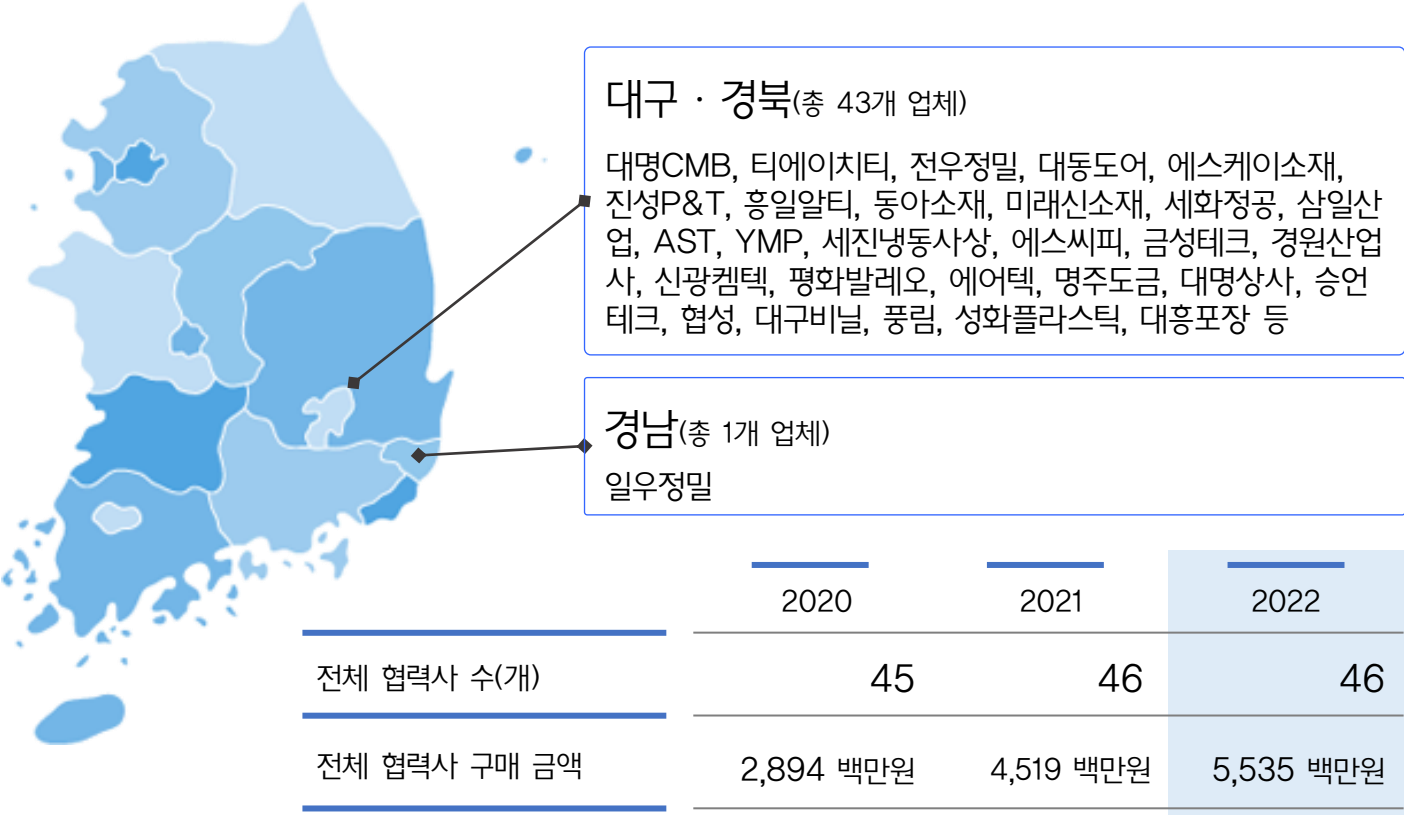 대구 · 경북(총 43개 업체)
대명CMB, 티에이치티, 전우정밀, 대동도어, 에스케이소재,
진성P&T, 흥일알티, 동아소재, 미래신소재, 세화정공, 삼일산
업, AST, YMP, 세진냉동사상, 에스씨피, 금성테크, 경원산업
사, 신광켐텍, 평화발레오, 에어텍, 명주도금, 대명상사, 승언
테크, 협성, 대구비닐, 풍림, 성화플라스틱, 대흥포장 등
경남(총 1개 업체)
일우정밀
2020 2021 2022
전체 협력사 수(개) 45 46 46
전체 협력사 구매 금액 2,894 백만원 4,519 백만원 5,535 백만원